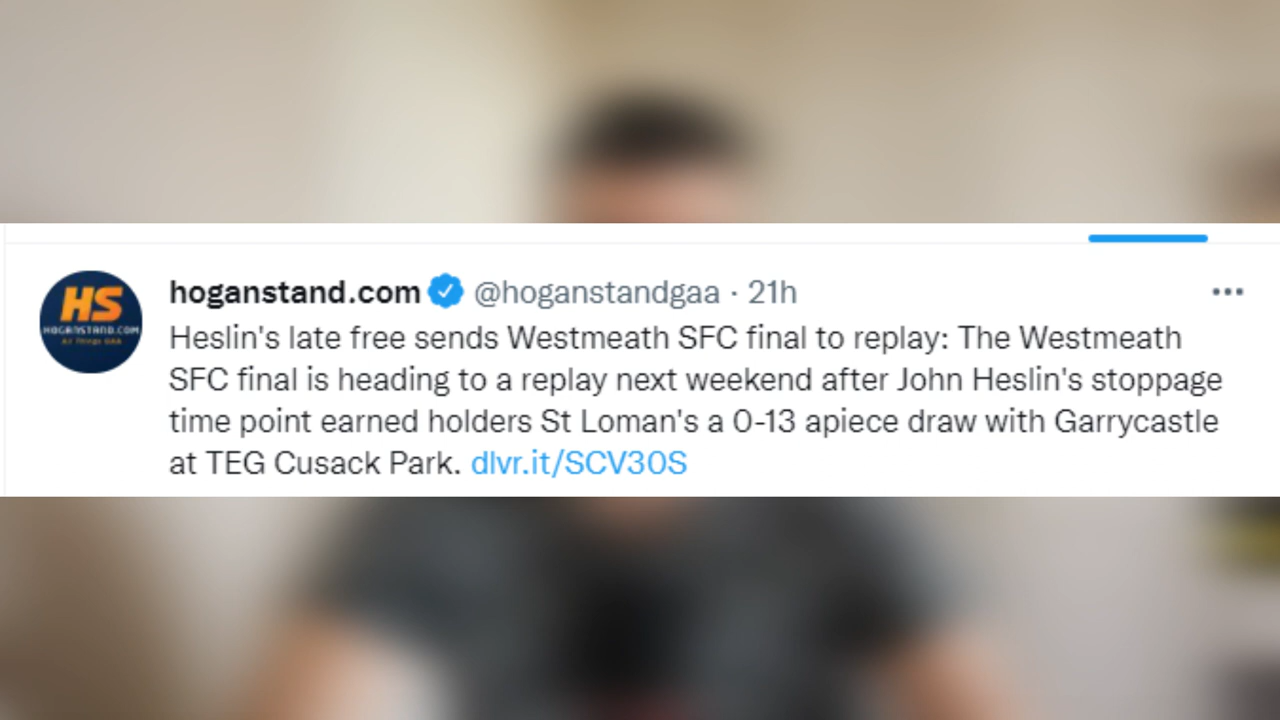 HS
HOGANSTAND.COM
All Things GAA
hoganstand.com @hoganstandgaa · 21h
Heslin's late free sends Westmeath SFC final to replay: The Westmeath
SFC final is heading to a replay next weekend after John Heslin's stoppage
time point earned holders St Loman's a 0-13 apiece draw with Garrycastle
at TEG Cusack Park. dlvr.it/SCV30S